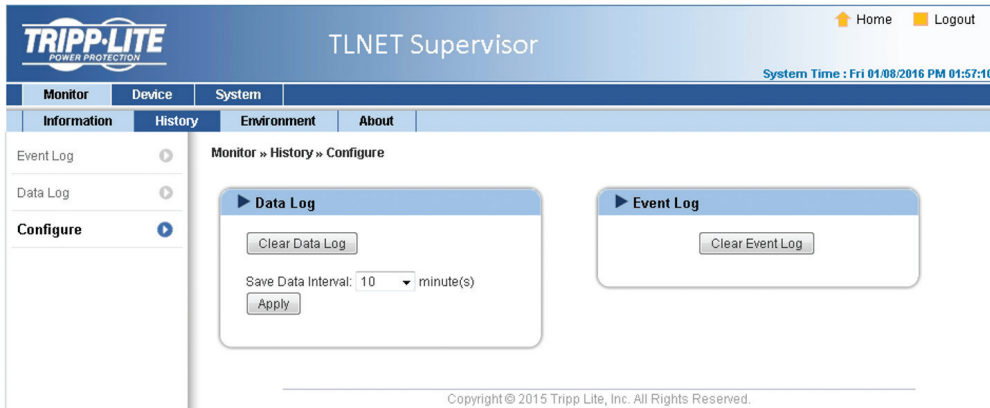 TRIPP·LITE
POWER PROTECTION
TLNET Supervisor
Home
Logout
System Time : Fri 01/08/2016 PM 01:57:10
Monitor
Device
System
Information
History
Environment
About
Event Log
Data Log
Configure
Monitor » History » Configure
Data Log
Clear Data Log
Save Data Interval: 10 minute(s)
Apply
Event Log
Clear Event Log
Copyright © 2015 Tripp Lite, Inc. All Rights Reserved.